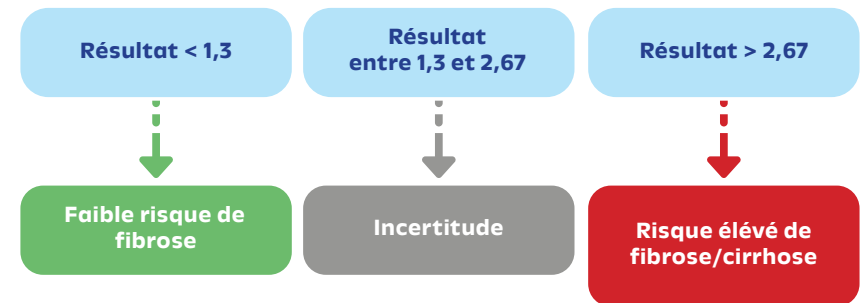 Résultat < 1,3
Résultat
entre 1,3 et 2,67
Résultat > 2,67
Faible risque de
fibrose
Incertitude
Risque élévé de
fibrose/cirrhose